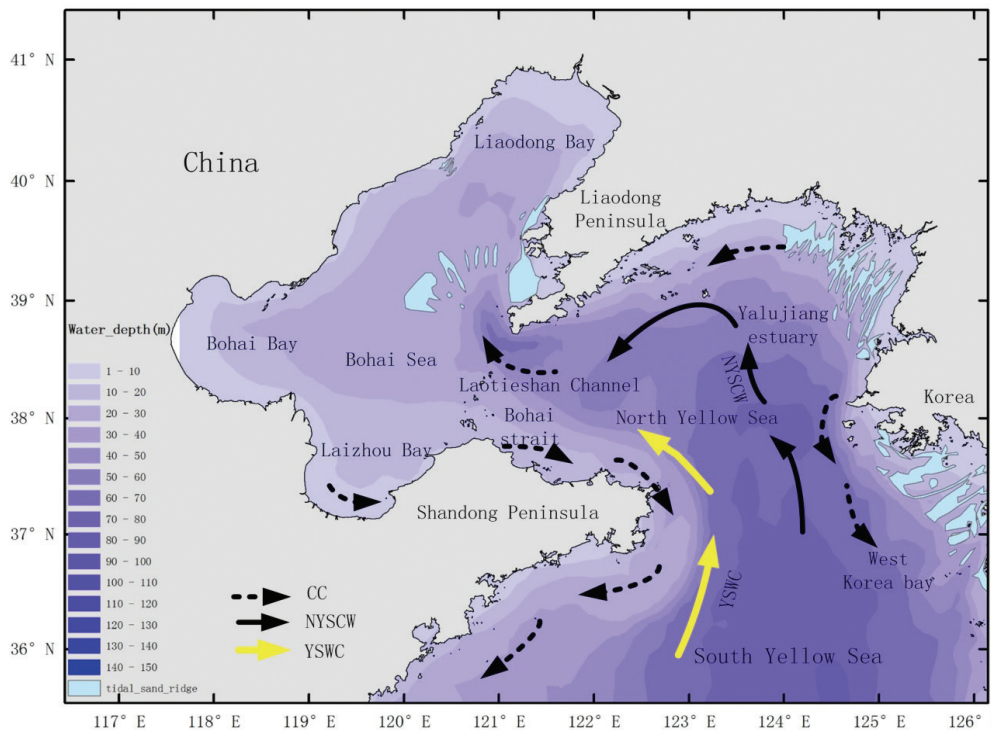 41° N
40° N
39° N
38° N
37° N
36° N
China
Liaodong Bay
Liaodong
Peninsula
Water_depth(m)
Bohai Bay
Bohai Sea
Yalujiang
estuary
Laotieshan Channel
NYSCW
Korea
Bohai
strait
North Yellow Sea
Laizhou Bay
Shandong Peninsula
West
Korea bay
YSWC
South Yellow Sea
1 - 10
10 - 20
20 - 30
30 - 40
40 - 50
50 - 60
60 - 70
70 - 80
80 - 90
90 - 100
100 - 110
110 - 120
120 - 130
130 - 140
140 - 150
tidal_sand_ridge
CC
NYSCW
YSWC
117° E
118° E
119° E
120° E
121° E
122° E
123° E
124° E
125° E
126°